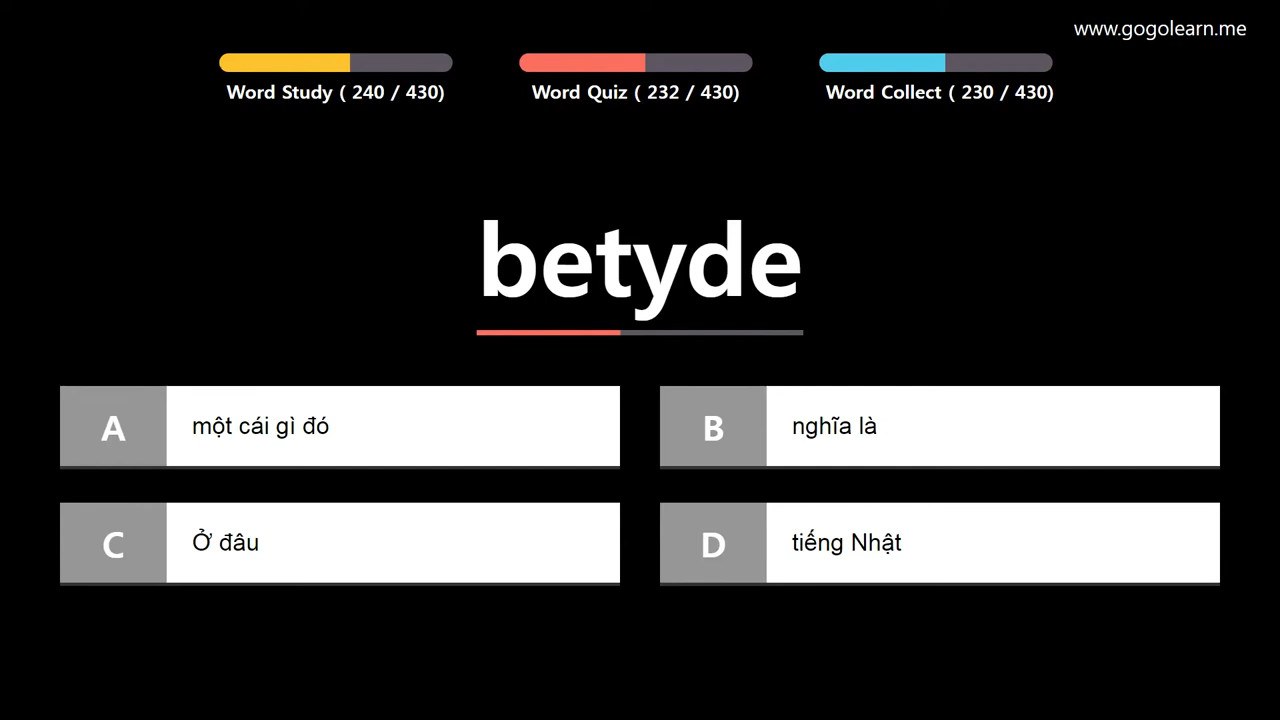 www.gogolearn.me
Word Study ( 240 / 430)
Word Quiz ( 232 / 430)
Word Collect ( 230 / 430)
betyde
A
một cái gì đó
B
nghĩa là
C
Ở đâu
D
tiếng Nhật